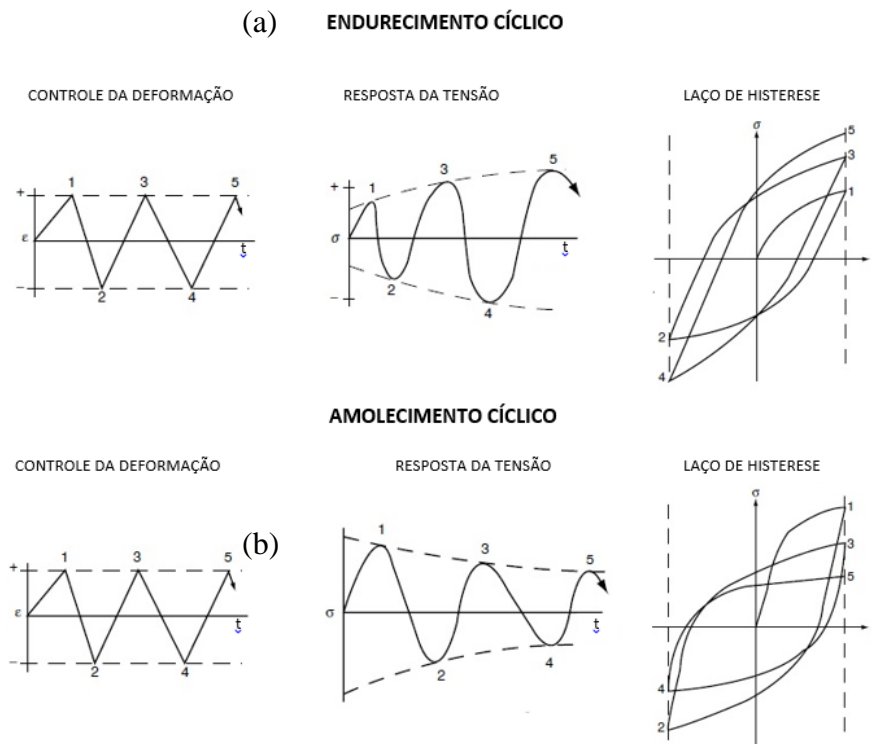 (a) ENDURECIMENTO CÍCLICO
CONTROLE DA DEFORMAÇÃO
RESPOSTA DA TENSÃO
LAÇO DE HISTERESE
+
ε
−
1
2
3
4
5
t
+
σ
−
1
2
3
4
5
t
σ
5
3
1
2
4
AMOLECIMENTO CÍCLICO
CONTROLE DA DEFORMAÇÃO
RESPOSTA DA TENSÃO
LAÇO DE HISTERESE
(b)
+
ε
−
1
2
3
4
5
t
σ
1
2
3
4
5
t
σ
1
3
5
4
2